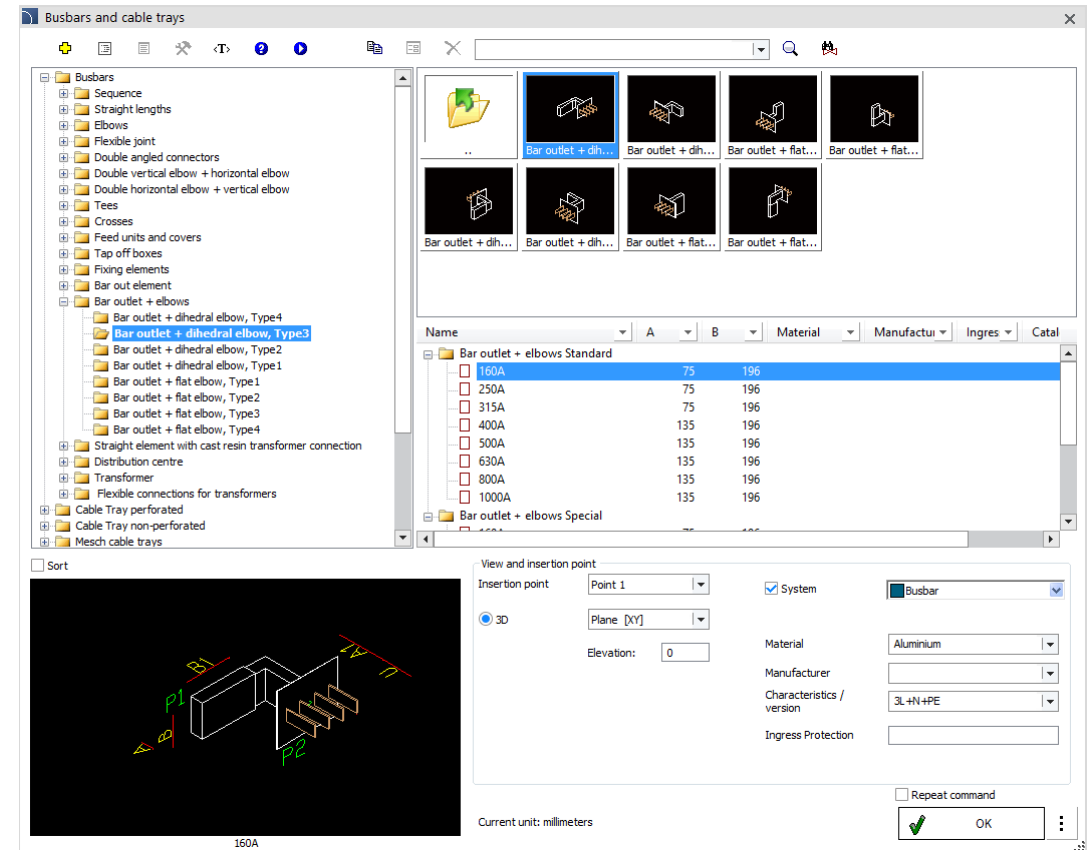 Busbars and cable trays
‹T›
Busbars
Sequence
Straight lengths
Elbows
Flexible joint
Double angled connectors
Double vertical elbow + horizontal elbow
Double horizontal elbow + vertical elbow
Tees
Crosses
Feed units and covers
Tap off boxes
Fixing elements
Bar out element
Bar outlet + elbows
Bar outlet + dihedral elbow, Type4
Bar outlet + dihedral elbow, Type3
Bar outlet + dihedral elbow, Type2
Bar outlet + dihedral elbow, Type1
Bar outlet + flat elbow, Type1
Bar outlet + flat elbow, Type2
Bar outlet + flat elbow, Type3
Bar outlet + flat elbow, Type4
Straight element with cast resin transformer connection
Distribution centre
Transformer
Flexible connections for transformers
Cable Tray perforated
Cable Tray non-perforated
Mesch cable trays
.. Bar outlet + dih... Bar outlet + dih... Bar outlet + flat... Bar outlet + flat...
Bar outlet + dih... Bar outlet + dih... Bar outlet + flat... Bar outlet + flat...
Name A B Material Manufactu Ingres Catal
Bar outlet + elbows Standard
160A 75 196
250A 75 196
315A 75 196
400A 135 196
500A 135 196
630A 135 196
800A 135 196
1000A 135 196
Bar outlet + elbows Special
Sort
B1
P1
A
B
P2
160A
View and insertion point
Insertion point Point 1
3D Plane [XY]
Elevation: 0
System Busbar
Material Aluminium
Manufacturer
Characteristics /
version 3L+N+PE
Ingress Protection
Repeat command
Current unit: millimeters
OK